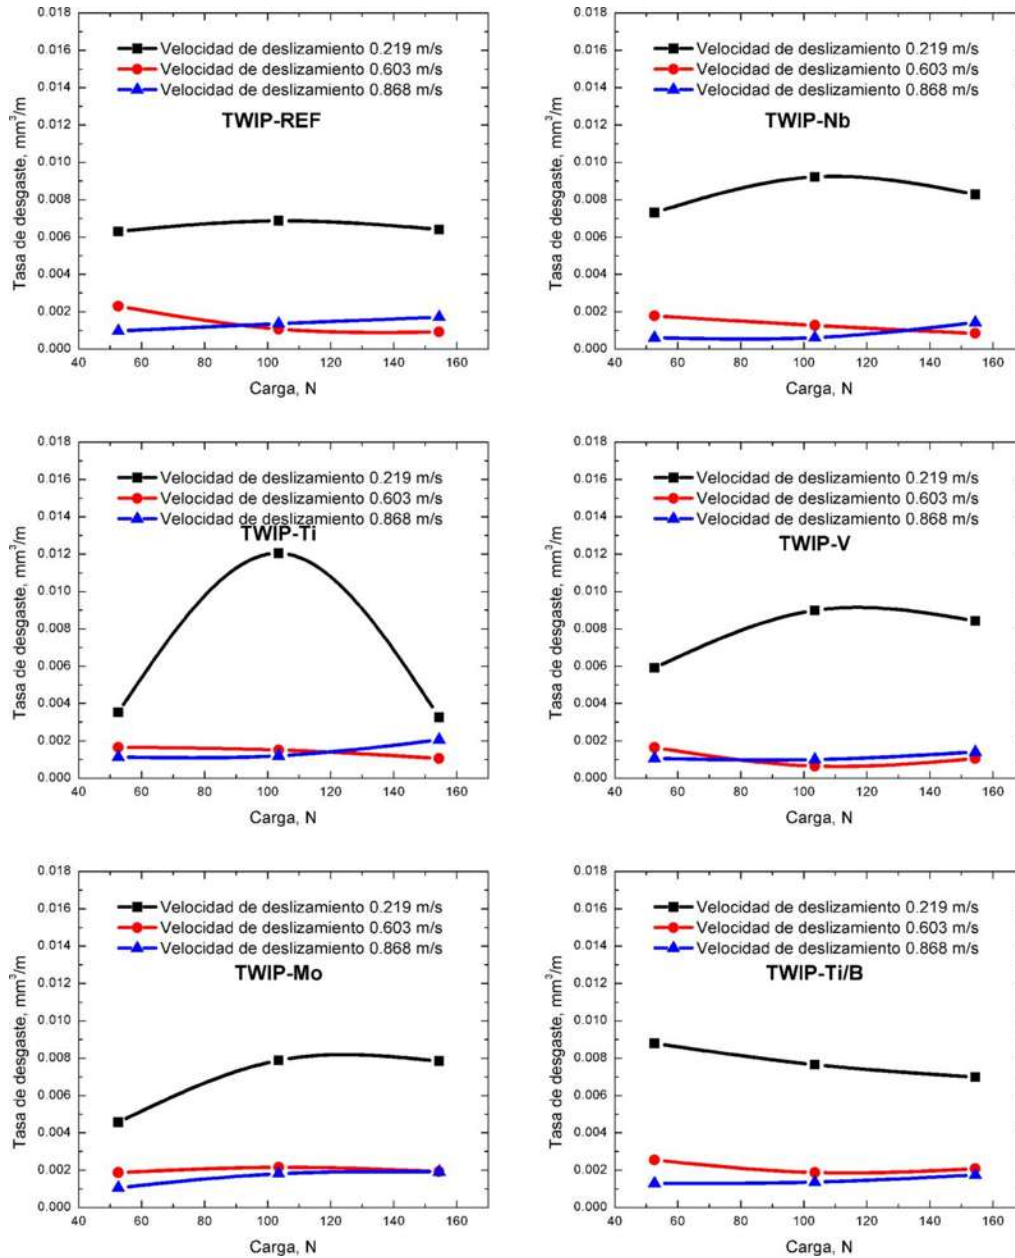 0.018
0.016
0.014
0.012
0.010
0.008
0.006
0.004
0.002
0.000
Tasa de desgaste, mm³/m
Velocidad de deslizamiento 0.219 m/s
Velocidad de deslizamiento 0.603 m/s
Velocidad de deslizamiento 0.868 m/s
TWIP-REF
40 60 80 100 120 140 160
Carga, N
0.018
0.016
0.014
0.012
0.010
0.008
0.006
0.004
0.002
0.000
Tasa de desgaste, mm³/m
Velocidad de deslizamiento 0.219 m/s
Velocidad de deslizamiento 0.603 m/s
Velocidad de deslizamiento 0.868 m/s
TWIP-Nb
40 60 80 100 120 140 160
Carga, N
0.018
0.016
0.014
0.012
0.010
0.008
0.006
0.004
0.002
0.000
Tasa de desgaste, mm³/m
Velocidad de deslizamiento 0.219 m/s
Velocidad de deslizamiento 0.603 m/s
Velocidad de deslizamiento 0.868 m/s
TWIP-Ti
40 60 80 100 120 140 160
Carga, N
0.018
0.016
0.014
0.012
0.010
0.008
0.006
0.004
0.002
0.000
Tasa de desgaste, mm³/m
Velocidad de deslizamiento 0.219 m/s
Velocidad de deslizamiento 0.603 m/s
Velocidad de deslizamiento 0.868 m/s
TWIP-V
40 60 80 100 120 140 160
Carga, N
0.018
0.016
0.014
0.012
0.010
0.008
0.006
0.004
0.002
0.000
Tasa de desgaste, mm³/m
Velocidad de deslizamiento 0.219 m/s
Velocidad de deslizamiento 0.603 m/s
Velocidad de deslizamiento 0.868 m/s
TWIP-Mo
40 60 80 100 120 140 160
Carga, N
0.018
0.016
0.014
0.012
0.010
0.008
0.006
0.004
0.002
0.000
Tasa de desgaste, mm³/m
Velocidad de deslizamiento 0.219 m/s
Velocidad de deslizamiento 0.603 m/s
Velocidad de deslizamiento 0.868 m/s
TWIP-Ti/B
40 60 80 100 120 140 160
Carga, N